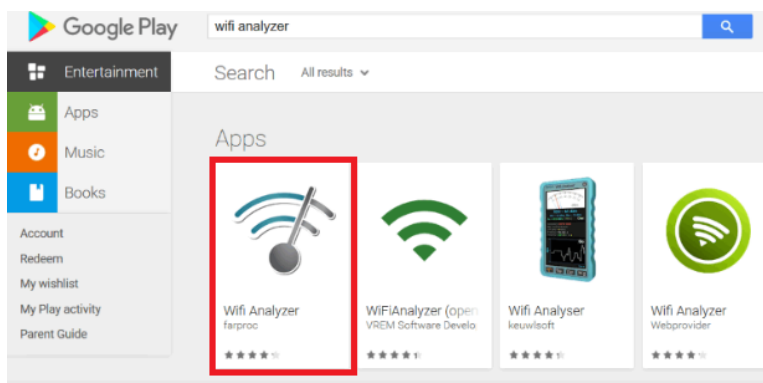 Google Play
wifi analyzer
Entertainment
Search
All results
Apps
Music
Books
Account
Redeem
My wishlist
My Play activity
Parent Guide
Apps
Wifi Analyzer
farproc
WiFiAnalyzer (open
VREM Software Develo
Wifi Analyser
keuwlsoft
Wifi Analyzer
Webprovider